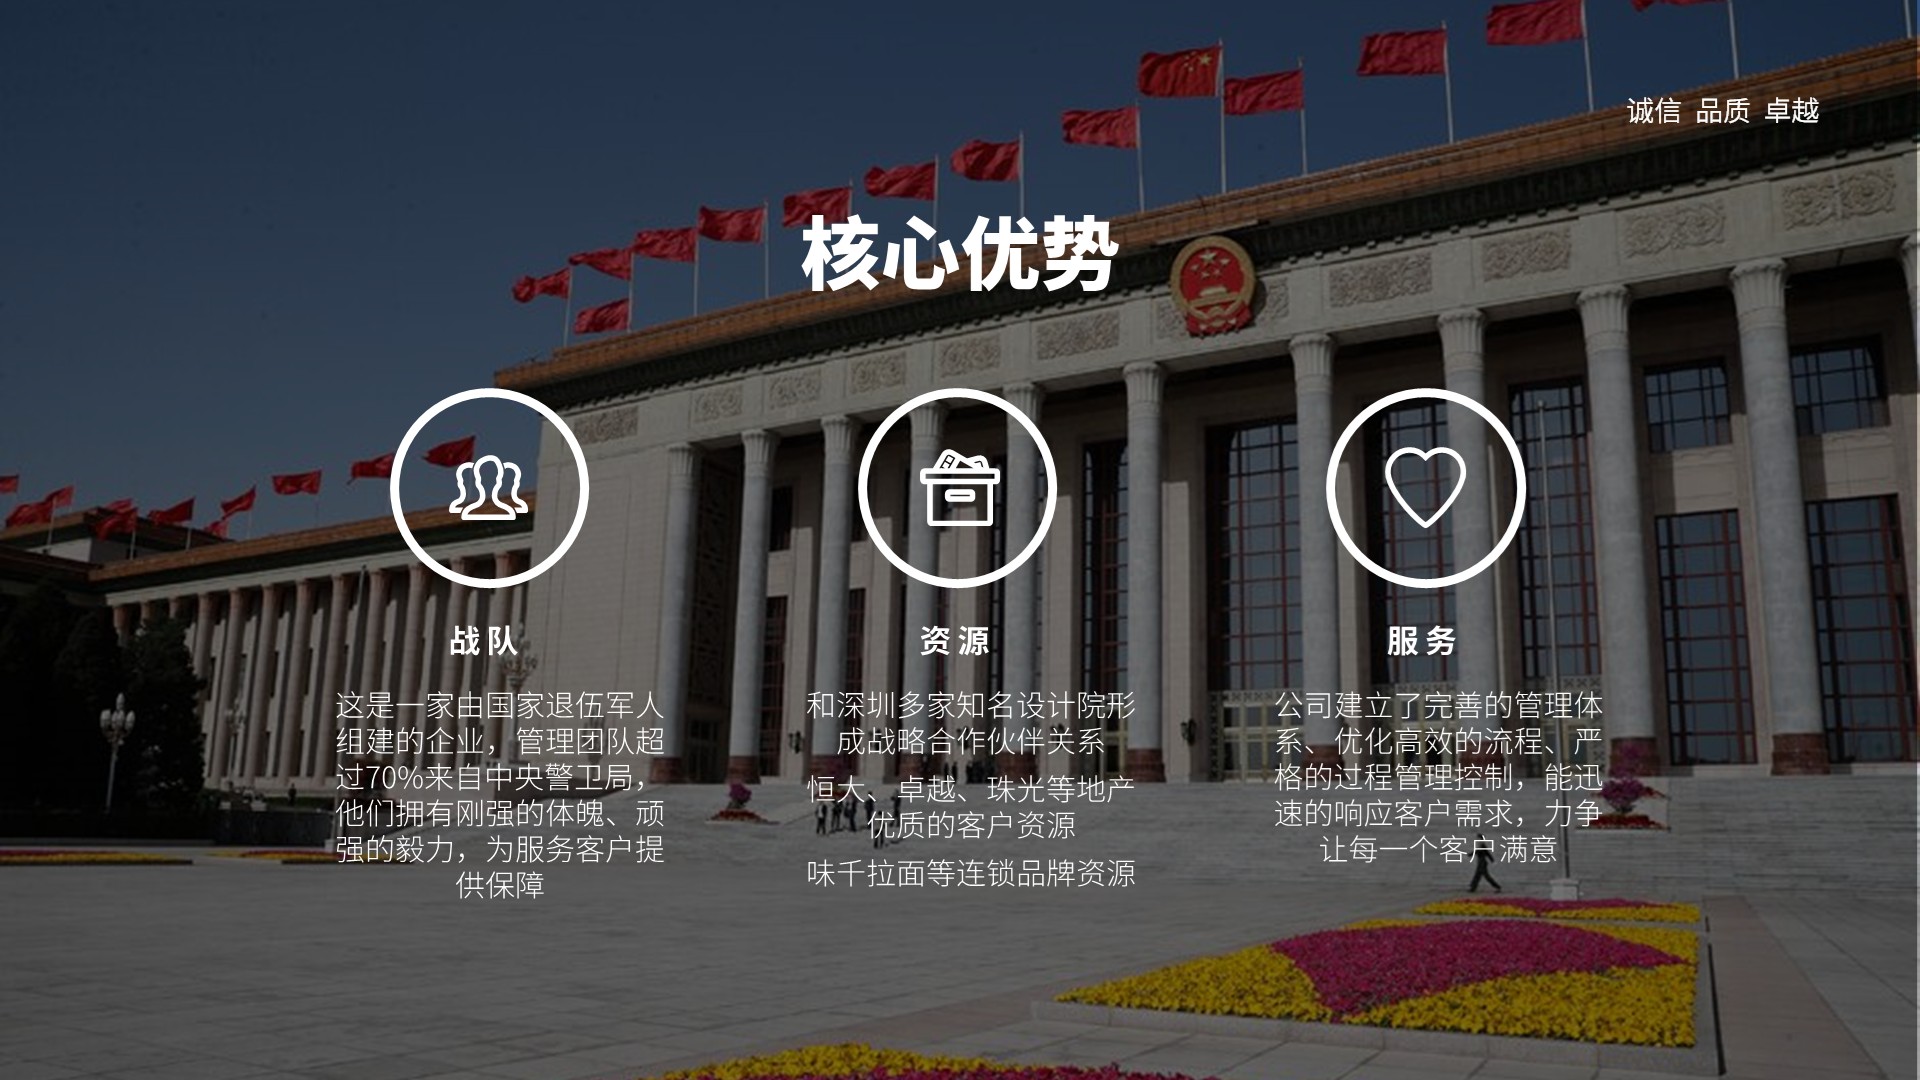 诚信 品质 卓越
核心优势
战队
这是一家由国家退伍军人
组建的企业，管理团队超
过70%来自中央警卫局，
他们拥有刚强的体魄、顽
强的毅力，为服务客户提
供保障
资源
和深圳多家知名设计院形
成战略合作伙伴关系
恒大、卓越、珠光等地产
优质的客户资源
味千拉面等连锁品牌资源
服务
公司建立了完善的管理体
系、优化高效的流程、严
格的过程管理控制，能迅
速的响应客户需求，力争
让每一个客户满意